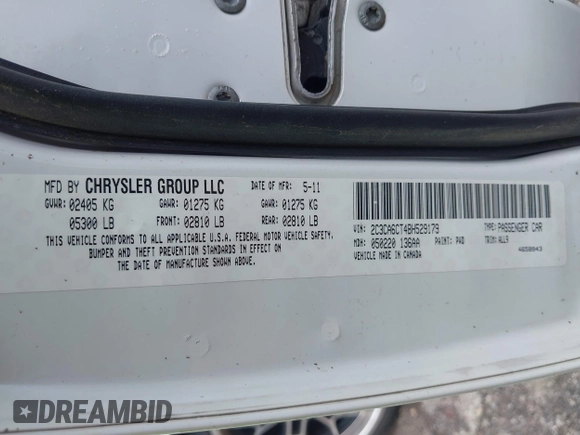 MFD BY CHRYSLER GROUP LLC DATE OF MFR: 5-11
GVWR: 02405 KG GAWR: 01275 KG GAWR: 01275 KG
05300 LB FRONT: 02810 LB REAR: 02810 LB
THIS VEHICLE CONFORMS TO ALL APPLICABLE U.S.A. FEDERAL MOTOR VEHICLE SAFETY,
BUMPER AND THEFT PREVENTION STANDARDS IN EFFECT ON
THE DATE OF MANUFACTURE SHOWN ABOVE.
VIN: 2C3CA6CT4BH529179 TYPE: PASSENGER CAR
MDH: 050220 136AA PAINT: PAD TRIM: ALL9
VEHICLE MADE IN CANADA 4650943
DREAMBID